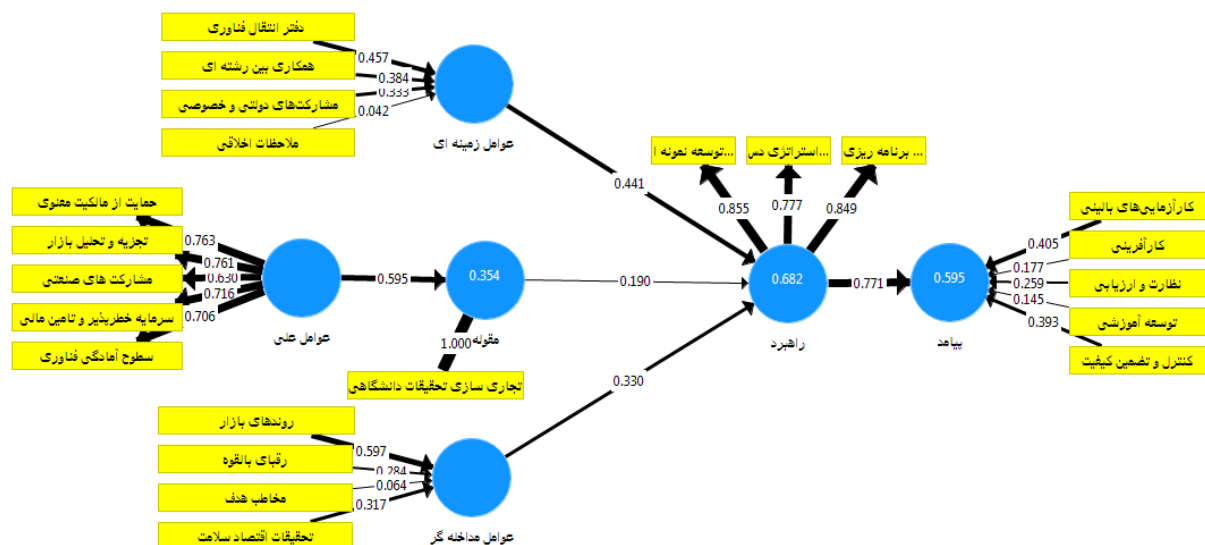 دفتر انتقال فناوری
همکاری بین رشته ای
مشارکت‌های دولتی و خصوصی
ملاحظات اخلاقی
0.457
0.384
0.333
0.042
عوامل زمینه ای
0.441
حمایت از مالکیت معنوی
تجزیه و تحلیل بازار
مشارکت های صنعتی
سرمایه خطرپذیر و تامین مالی
سطوح آمادگی فناوری
0.763
0.761
0.630
0.716
0.706
عوامل علی
0.595
0.354
مقوله
1.000
تجاری سازی تحقیقات دانشگاهی
0.190
روندهای بازار
رقبای بالقوه
مخاطب هدف
تحقیقات اقتصاد سلامت
0.597
0.284
0.064
0.317
عوامل مداخله گر
0.330
توسعه نمونه ا...
استراتژی دس...
برنامه ریزی ...
0.855
0.777
0.849
0.682
راهبرد
0.771
0.595
پیامد
0.405
0.177
0.259
0.145
0.393
کارآزمایی‌های بالینی
کارآفرینی
نظارت و ارزیابی
توسعه آموزشی
کنترل و تضمین کیفیت